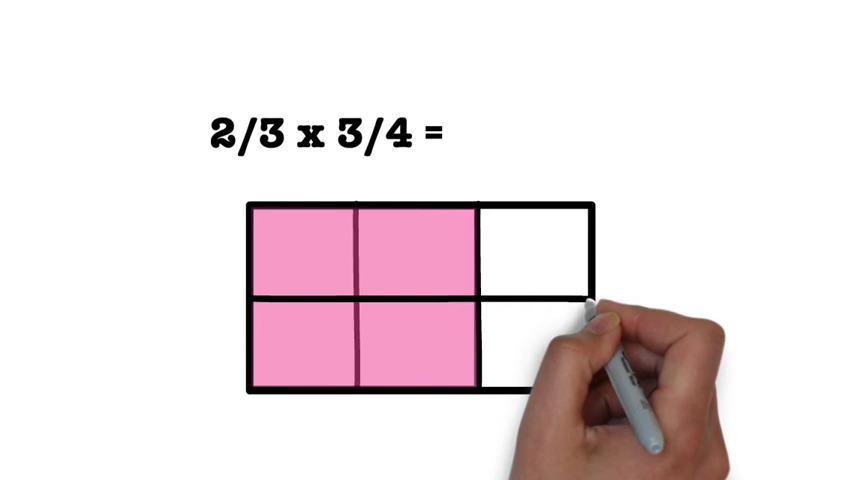 2/3 x 3/4 =